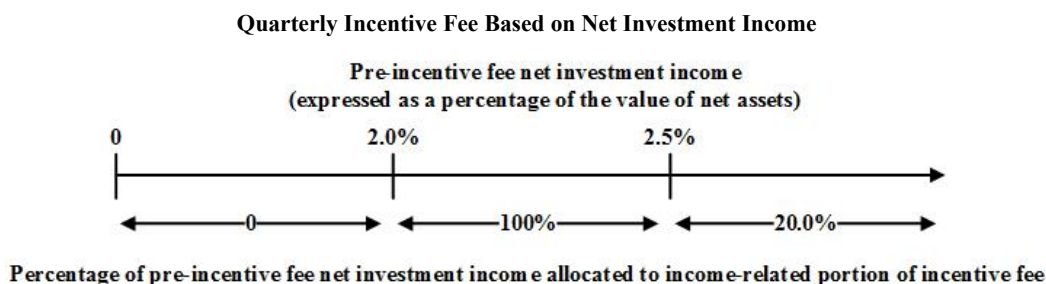 Quarterly Incentive Fee Based on Net Investment Income
Pre-incentive fee net investment income
(expressed as a percentage of the value of net assets)
0 2.0% 2.5%
0 100% 20.0%
Percentage of pre-incentive fee net investment income allocated to income-related portion of incentive fee